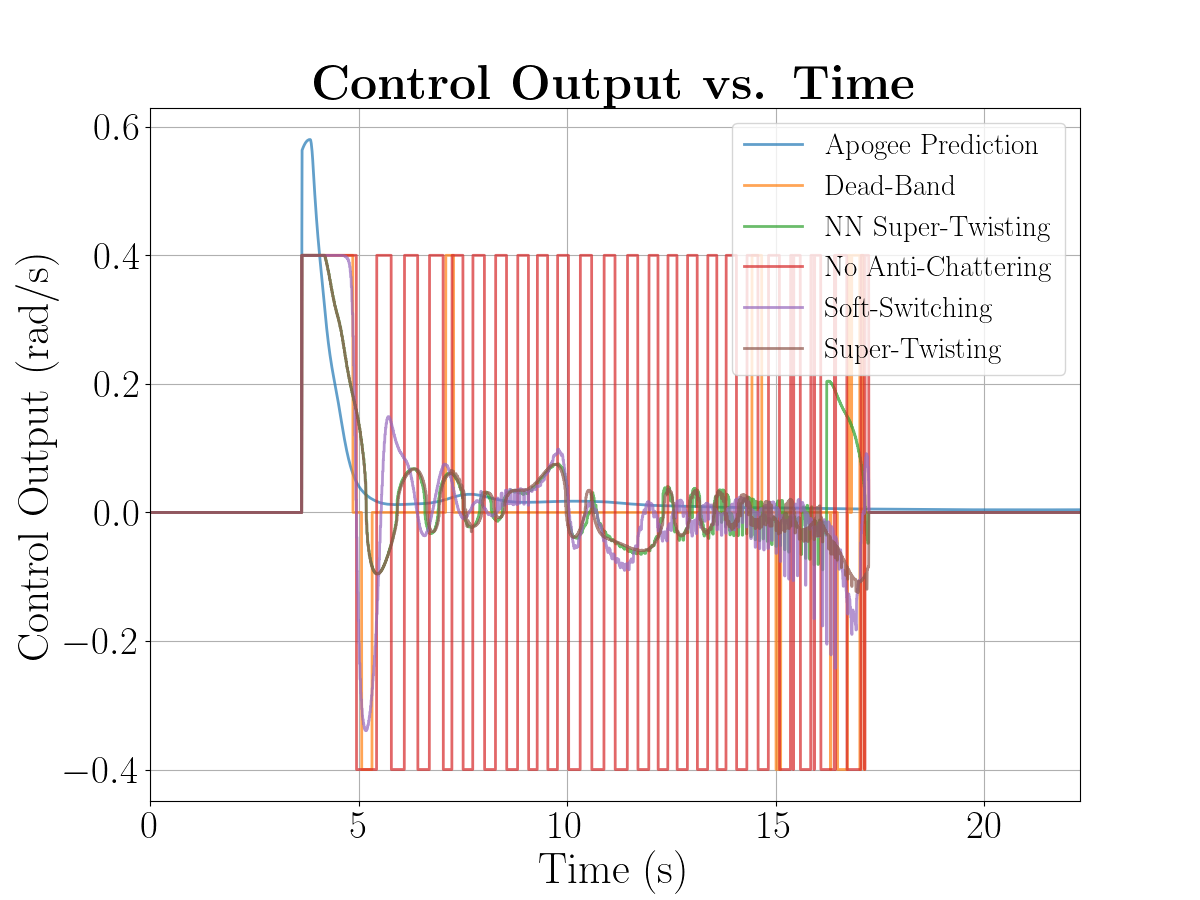 Control Output vs. Time
Control Output (rad/s)
0.6
0.4
0.2
0.0
−0.2
−0.4
Apogee Prediction
Dead-Band
NN Super-Twisting
No Anti-Chattering
Soft-Switching
Super-Twisting
0 5 10 15 20
Time (s)